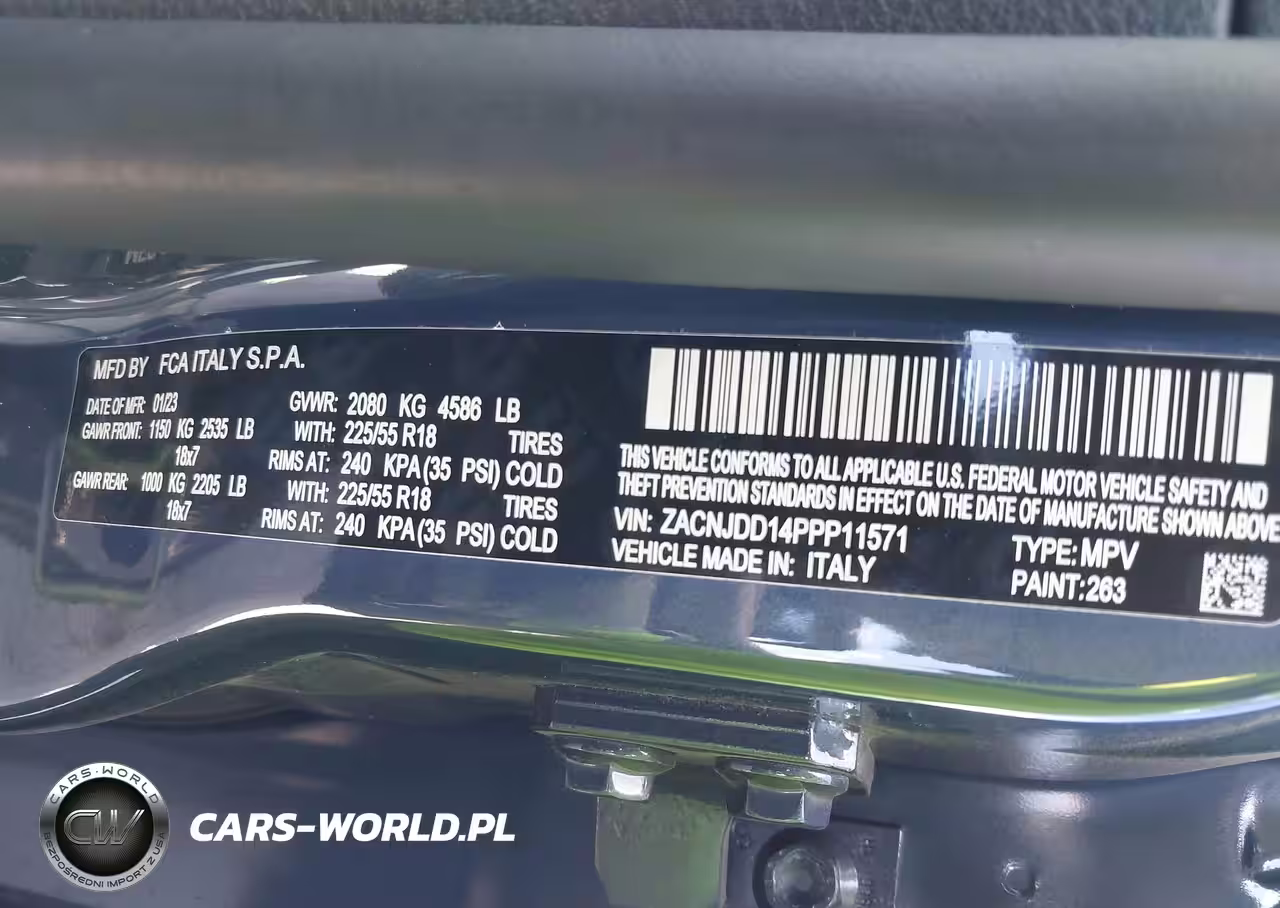 MFD BY FCA ITALY S.P.A.
DATE OF MFR: 01/23
GVWR: 2080 KG 4586 LB
GAWR FRONT: 1150 KG 2535 LB
WITH: 225/55 R18 TIRES
18x7
RIMS AT: 240 KPA (35 PSI) COLD
GAWR REAR: 1000 KG 2205 LB
WITH: 225/55 R18 TIRES
18x7
RIMS AT: 240 KPA (35 PSI) COLD
THIS VEHICLE CONFORMS TO ALL APPLICABLE U.S. FEDERAL MOTOR VEHICLE SAFETY AND
THEFT PREVENTION STANDARDS IN EFFECT ON THE DATE OF MANUFACTURE SHOWN ABOVE
VIN: ZACNJDD14PPP11571
TYPE: MPV
VEHICLE MADE IN: ITALY
PAINT: 263
CARS-WORLD
CW
BEZPOŚREDNI IMPORT Z USA
CARS-WORLD.PL